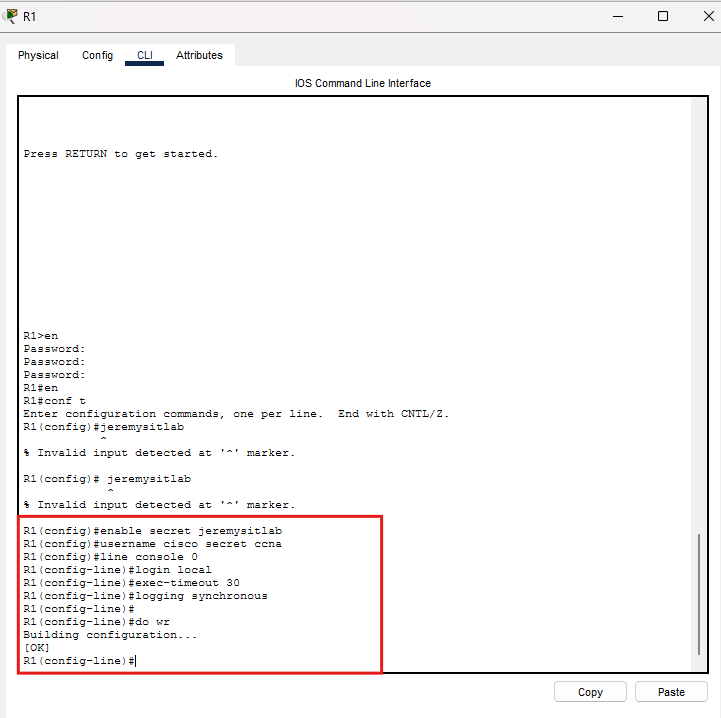 R1
Physical Config CLI Attributes
IOS Command Line Interface
Press RETURN to get started.
R1>en
Password:
Password:
Password:
R1#en
R1#conf t
Enter configuration commands, one per line.  End with CNTL/Z.
R1(config)#jeremysitlab
^
% Invalid input detected at '^' marker.
R1(config)# jeremysitlab
^
% Invalid input detected at '^' marker.
R1(config)#enable secret jeremysitlab
R1(config)#username cisco secret ccna
R1(config)#line console 0
R1(config-line)#login local
R1(config-line)#exec-timeout 30
R1(config-line)#logging synchronous
R1(config-line)#
R1(config-line)#do wr
Building configuration...
[OK]
R1(config-line)#
Copy Paste